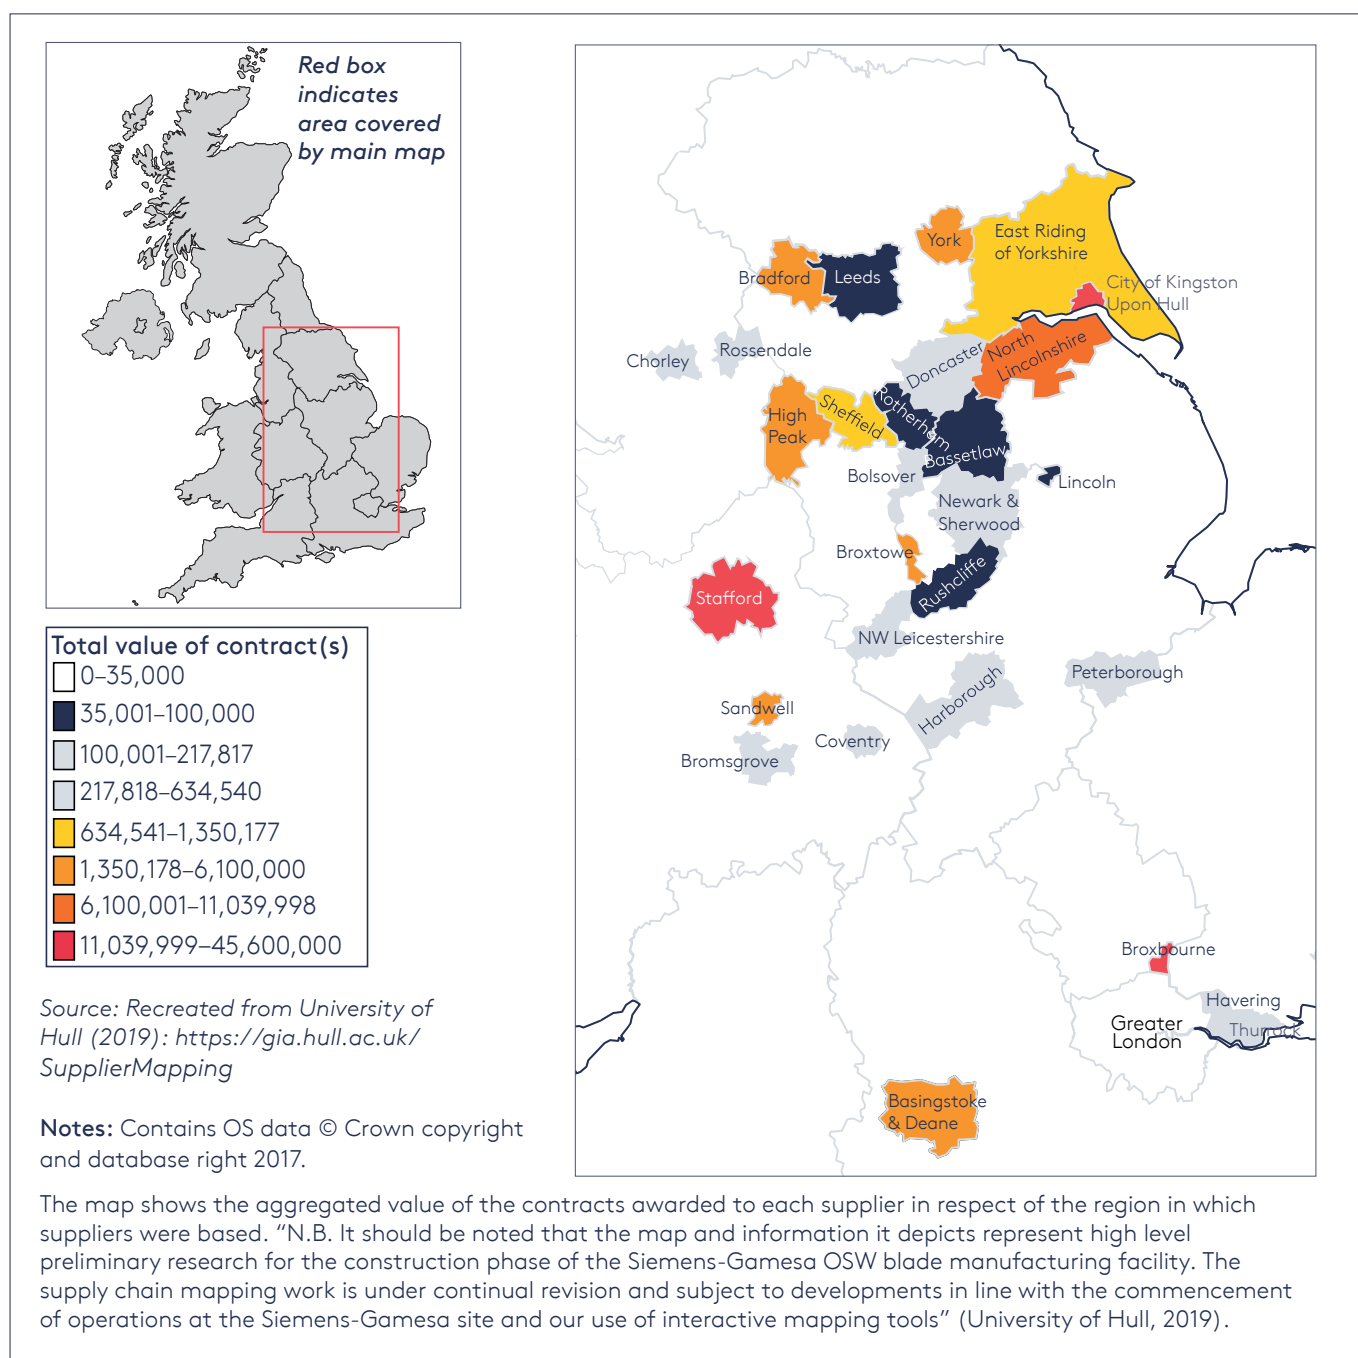 Red box
indicates
area covered
by main map
York
East Riding
of Yorkshire
Bradford
Leeds
City of Kingston
Upon Hull
Chorley
Rossendale
Doncaster
North
Lincolnshire
High
Peak
Sheffield
Rotherham
Bassetlaw
Bolsover
Lincoln
Newark &
Sherwood
Broxtowe
Rushcliffe
Stafford
NW Leicestershire
Harborough
Peterborough
Sandwell
Coventry
Bromsgrove
Broxbourne
Havering
Thurrock
Greater
London
Basingstoke
& Deane
Total value of contract(s)
0–35,000
35,001–100,000
100,001–217,817
217,818–634,540
634,541–1,350,177
1,350,178–6,100,000
6,100,001–11,039,998
11,039,999–45,600,000
Source: Recreated from University of
Hull (2019): https://gia.hull.ac.uk/
SupplierMapping
Notes: Contains OS data © Crown copyright
and database right 2017.
The map shows the aggregated value of the contracts awarded to each supplier in respect of the region in which
suppliers were based. “N.B. It should be noted that the map and information it depicts represent high level
preliminary research for the construction phase of the Siemens-Gamesa OSW blade manufacturing facility. The
supply chain mapping work is under continual revision and subject to developments in line with the commencement
of operations at the Siemens-Gamesa site and our use of interactive mapping tools” (University of Hull, 2019).